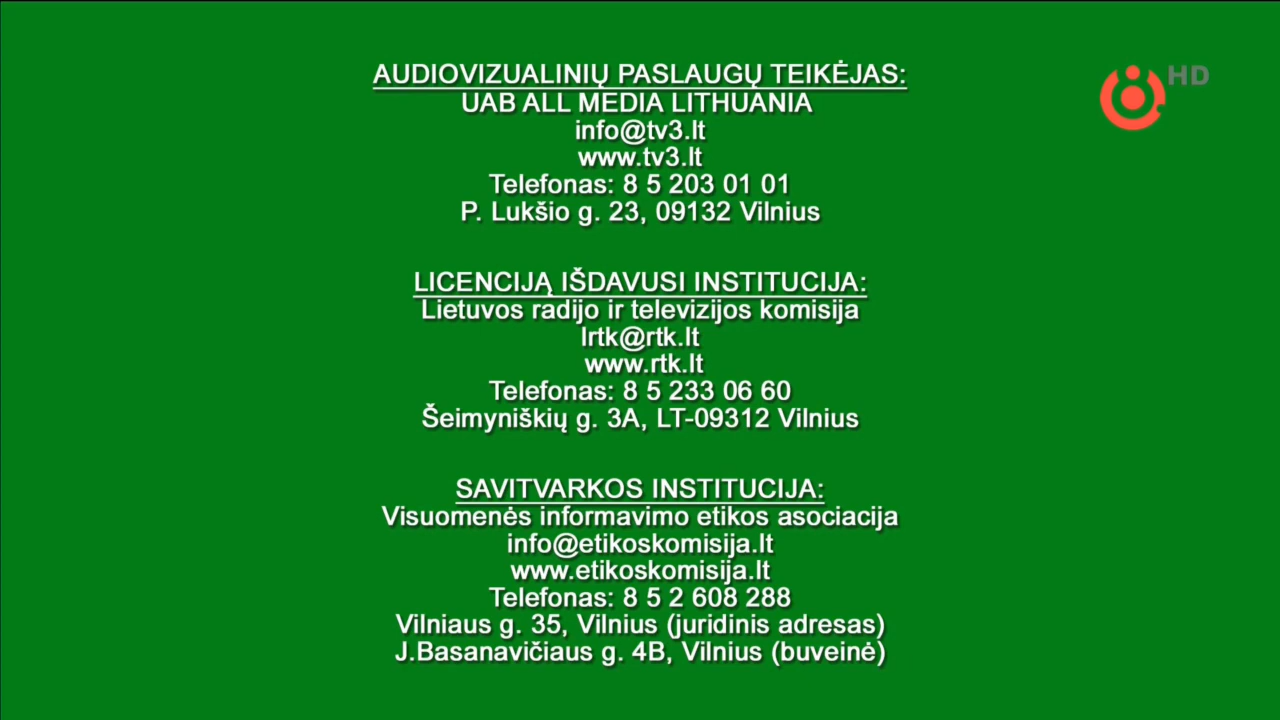 AUDIOVIZUALINIŲ PASLAUGŲ TEIKĖJAS:
UAB ALL MEDIA LITHUANIA
info@tv3.lt
www.tv3.lt
Telefonas: 8 5 203 01 01
P. Lukšio g. 23, 09132 Vilnius
LICENCIJĄ IŠDAVUSI INSTITUCIJA:
Lietuvos radijo ir televizijos komisija
lrtk@rtk.lt
www.rtk.lt
Telefonas: 8 5 233 06 60
Šeimyniškių g. 3A, LT-09312 Vilnius
SAVITVARKOS INSTITUCIJA:
Visuomenės informavimo etikos asociacija
info@etikoskomisija.lt
www.etikoskomisija.lt
Telefonas: 8 5 2 608 288
Vilniaus g. 35, Vilnius (juridinis adresas)
J.Basanavičiaus g. 4B, Vilnius (buveinė)
HD